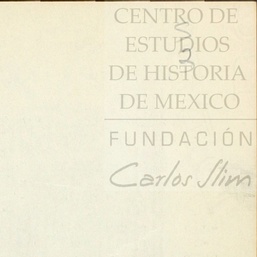 CENTRO DE
ESTUDIOS
DE HISTORIA
DE MEXICO
FUNDACIÓN
Carlos Slim